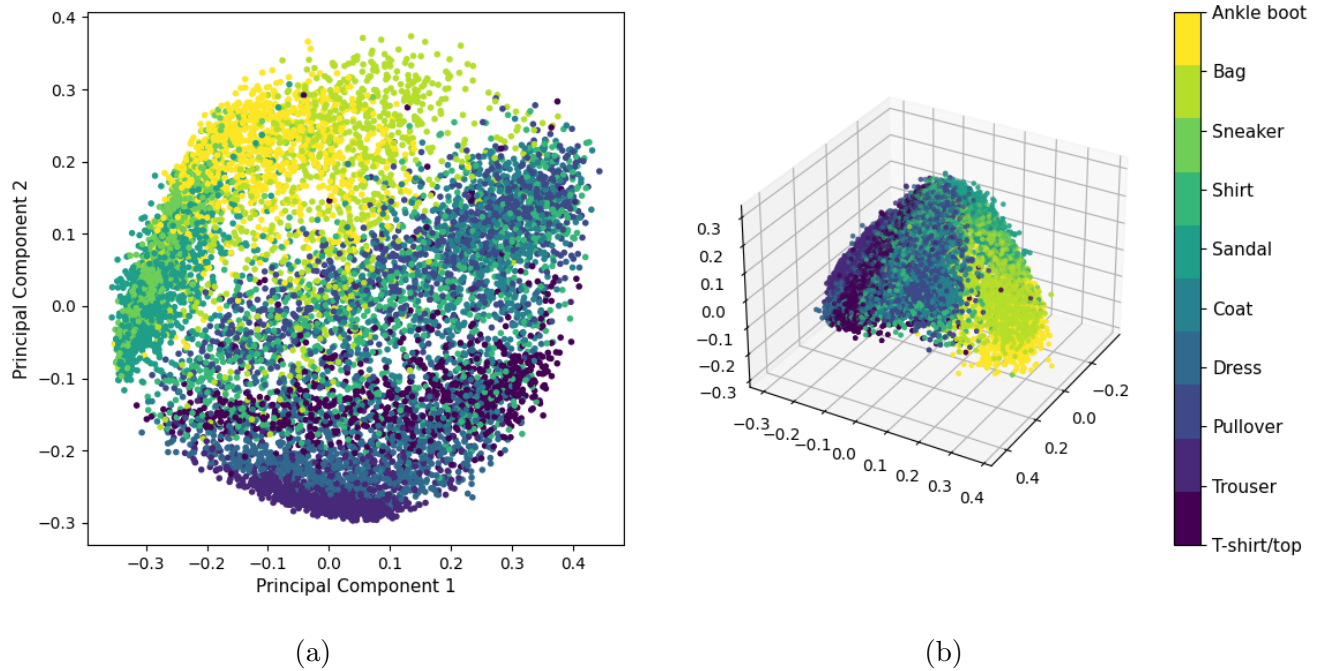 0.4
0.3
0.2
0.1
0.0
−0.1
−0.2
−0.3
Principal Component 2
−0.3
−0.2
−0.1
0.0
0.1
0.2
0.3
0.4
Principal Component 1
(a)
0.3
0.2
0.1
0.0
−0.1
−0.2
−0.3
−0.3
−0.2
−0.1
0.0
0.1
0.2
0.3
0.4
−0.2
0.0
0.2
0.4
(b)
Ankle boot
Bag
Sneaker
Shirt
Sandal
Coat
Dress
Pullover
Trouser
T-shirt/top